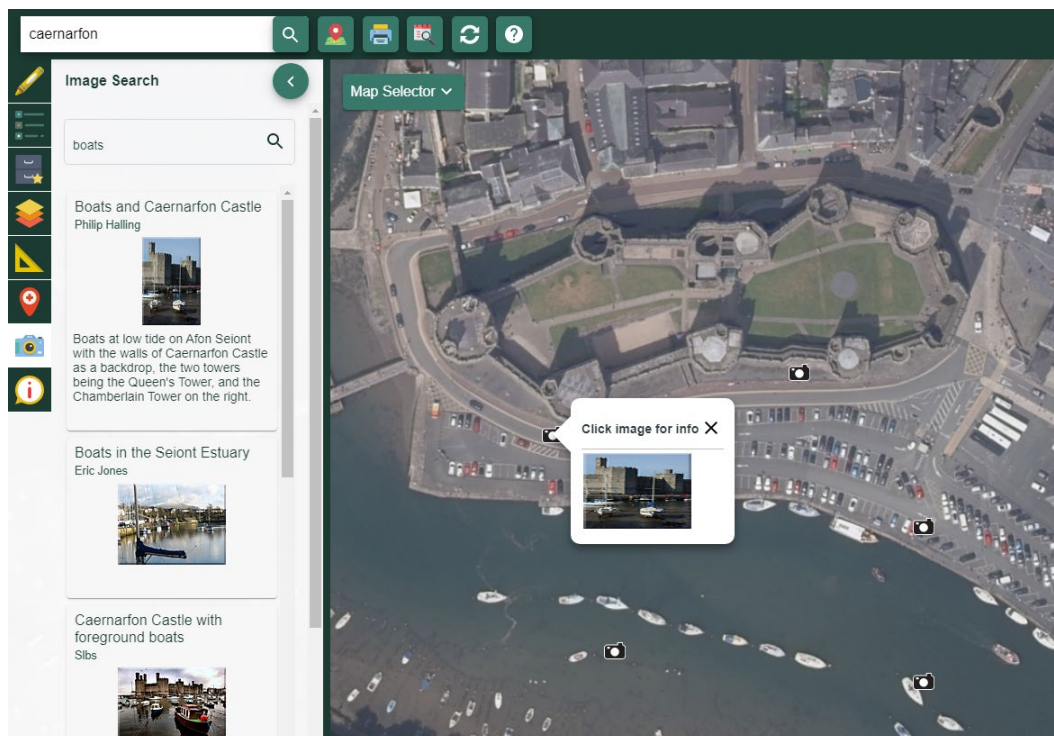 caernarfon
?
Image Search
Map Selector
boats
Boats and Caernarfon Castle
Philip Halling
Boats at low tide on Afon Seiont
with the walls of Caernarfon Castle
as a backdrop, the two towers
being the Queen's Tower, and the
Chamberlain Tower on the right.
Boats in the Seiont Estuary
Eric Jones
Caernarfon Castle with
foreground boats
Slbs
Click image for info